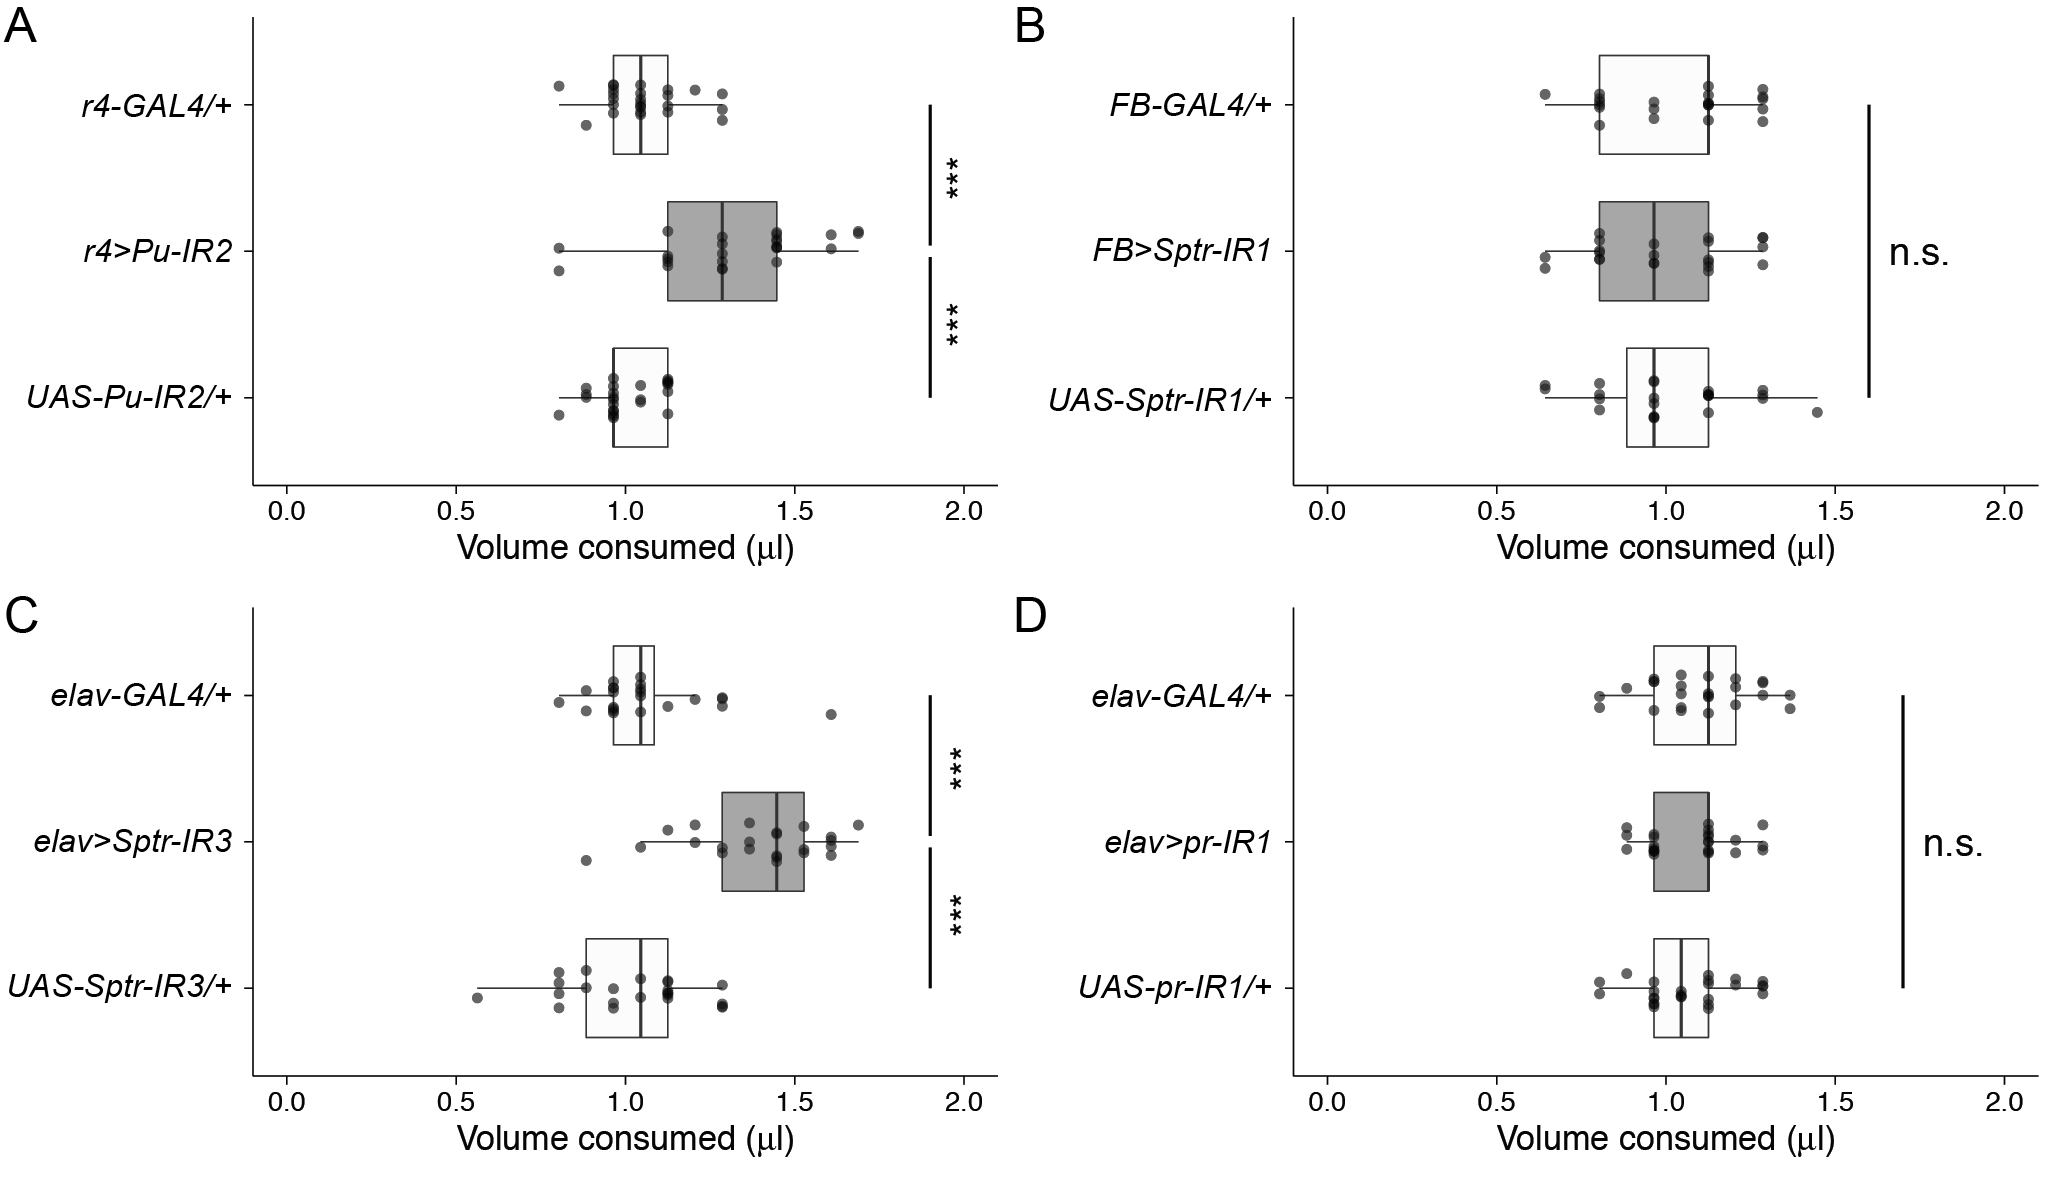 A
r4-GAL4/+
r4>Pu-IR2
UAS-Pu-IR2/+
***
***
0.0 0.5 1.0 1.5 2.0
Volume consumed (μl)
B
FB-GAL4/+
FB>Sptr-IR1
UAS-Sptr-IR1/+
n.s.
0.0 0.5 1.0 1.5 2.0
Volume consumed (μl)
C
elav-GAL4/+
elav>Sptr-IR3
UAS-Sptr-IR3/+
***
***
0.0 0.5 1.0 1.5 2.0
Volume consumed (μl)
D
elav-GAL4/+
elav>pr-IR1
UAS-pr-IR1/+
n.s.
0.0 0.5 1.0 1.5 2.0
Volume consumed (μl)